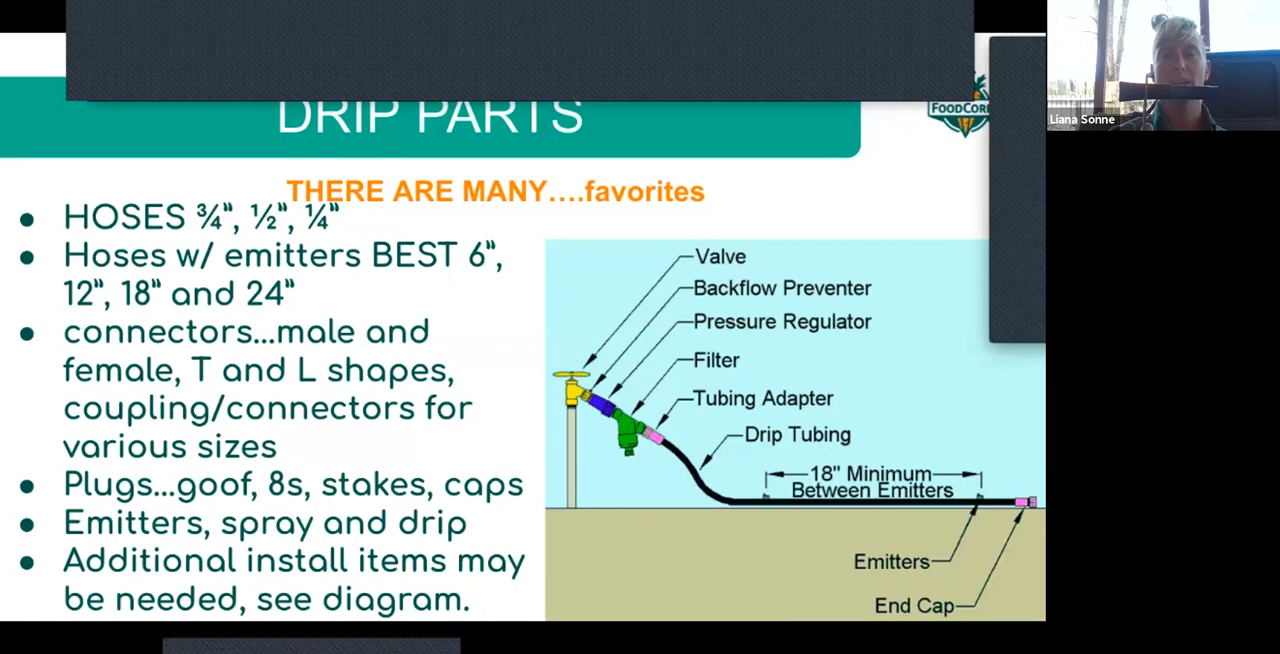 DRIP PARTS
FOODCOR
Liana Sonne
THERE ARE MANY….favorites
● HOSES ¾”, ½”, ¼”
● Hoses w/ emitters BEST 6”,
12”, 18” and 24”
● connectors...male and
female, T and L shapes,
coupling/connectors for
various sizes
● Plugs...goof, 8s, stakes, caps
● Emitters, spray and drip
● Additional install items may
be needed, see diagram.
Valve
Backflow Preventer
Pressure Regulator
Filter
Tubing Adapter
Drip Tubing
18" Minimum
Between Emitters
Emitters
End Cap